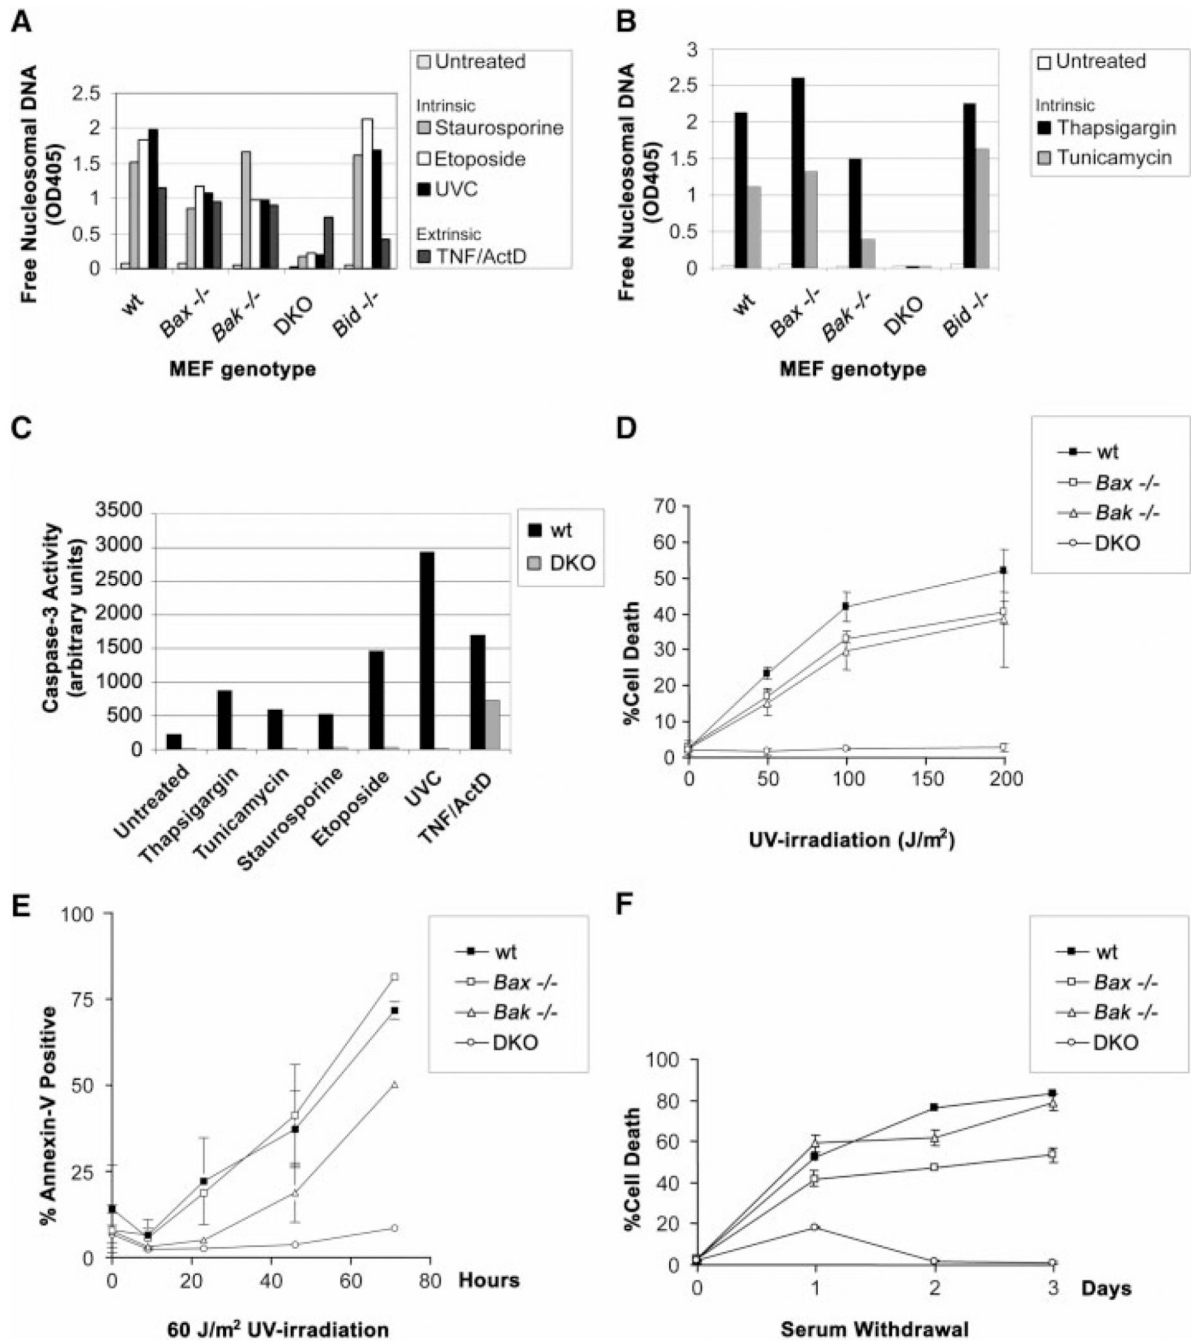 A
Free Nucleosomal DNA
(OD405)
2.5
2
1.5
1
0.5
0
wt
Bax -/-
Bak -/-
DKO
Bid -/-
MEF genotype
Untreated
Intrinsic
Staurosporine
Etoposide
UVC
Extrinsic
TNF/ActD
B
Free Nucleosomal DNA
(OD405)
3
2.5
2
1.5
1
0.5
0
wt
Bax -/-
Bak -/-
DKO
Bid -/-
MEF genotype
Untreated
Intrinsic
Thapsigargin
Tunicamycin
C
Caspase-3 Activity
(arbitrary units)
3500
3000
2500
2000
1500
1000
500
0
Untreated
Thapsigargin
Tunicamycin
Staurosporine
Etoposide
UVC
TNF/ActD
wt
DKO
D
%Cell Death
70
60
50
40
30
20
10
0
0 50 100 150 200
UV-irradiation (J/m²)
wt
Bax -/-
Bak -/-
DKO
E
% Annexin-V Positive
100
75
50
25
0
0 20 40 60 80 Hours
60 J/m² UV-irradiation
wt
Bax -/-
Bak -/-
DKO
F
%Cell Death
100
80
60
40
20
0
0 1 2 3 Days
Serum Withdrawal
wt
Bax -/-
Bak -/-
DKO